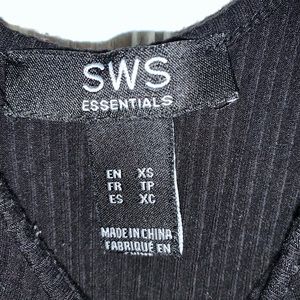 SWS
ESSENTIALS
EN XS
FR TP
ES XC
MADE IN CHINA
FABRIQUÉ EN